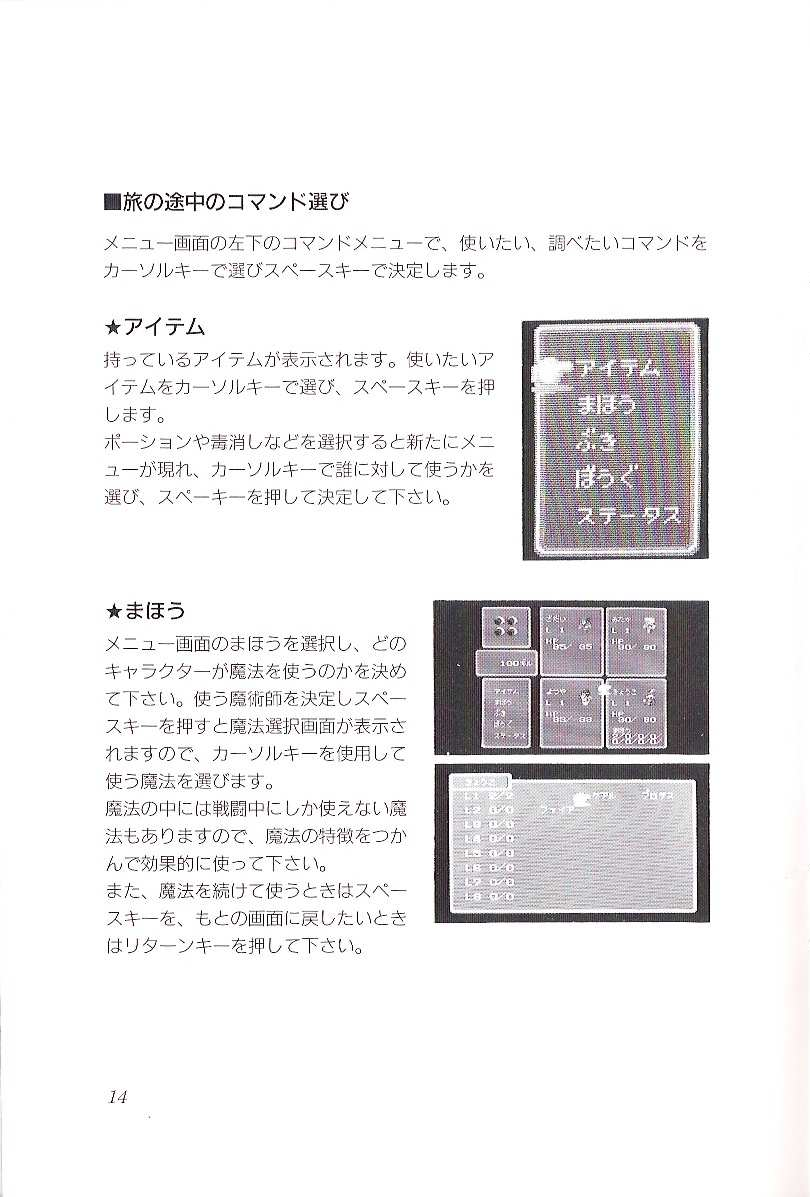 ■旅の途中のコマンド選び
メニュー画面の左下のコマンドメニューで、使いたい、調べたいコマンドを
カーソルキーで選びスペースキーで決定します。
★アイテム
持っているアイテムが表示されます。使いたいア
イテムをカーソルキーで選び、スペースキーを押
します。
ポーションや毒消しなどを選択すると新たにメニ
ューが現れ、カーソルキーで誰に対して使うかを
選び、スペーキーを押して決定して下さい。
アイテム
まほう
ぶき
ぼうぐ
ステータス
★まほう
メニュー画面のまほうを選択し、どの
キャラクターが魔法を使うのかを決め
て下さい。使う魔術師を決定しスペー
スキーを押すと魔法選択画面が表示さ
れますので、カーソルキーを使用して
使う魔法を選びます。
魔法の中には戦闘中にしか使えない魔
法もありますので、魔法の特徴をつか
んで効果的に使って下さい。
また、魔法を続けて使うときはスペー
スキーを、もとの画面に戻したいとき
はリターンキーを押して下さい。
L 1
L 1
HP
HP
100ギル
アイテム
まほう
ぶき
ぼうぐ
ステータス
L 1
L 1
HP
HP
L1 2/2
L2 0/0
L3 0/0
L4 0/0
L5 0/0
L6 0/0
L7 0/0
L8 0/0
14